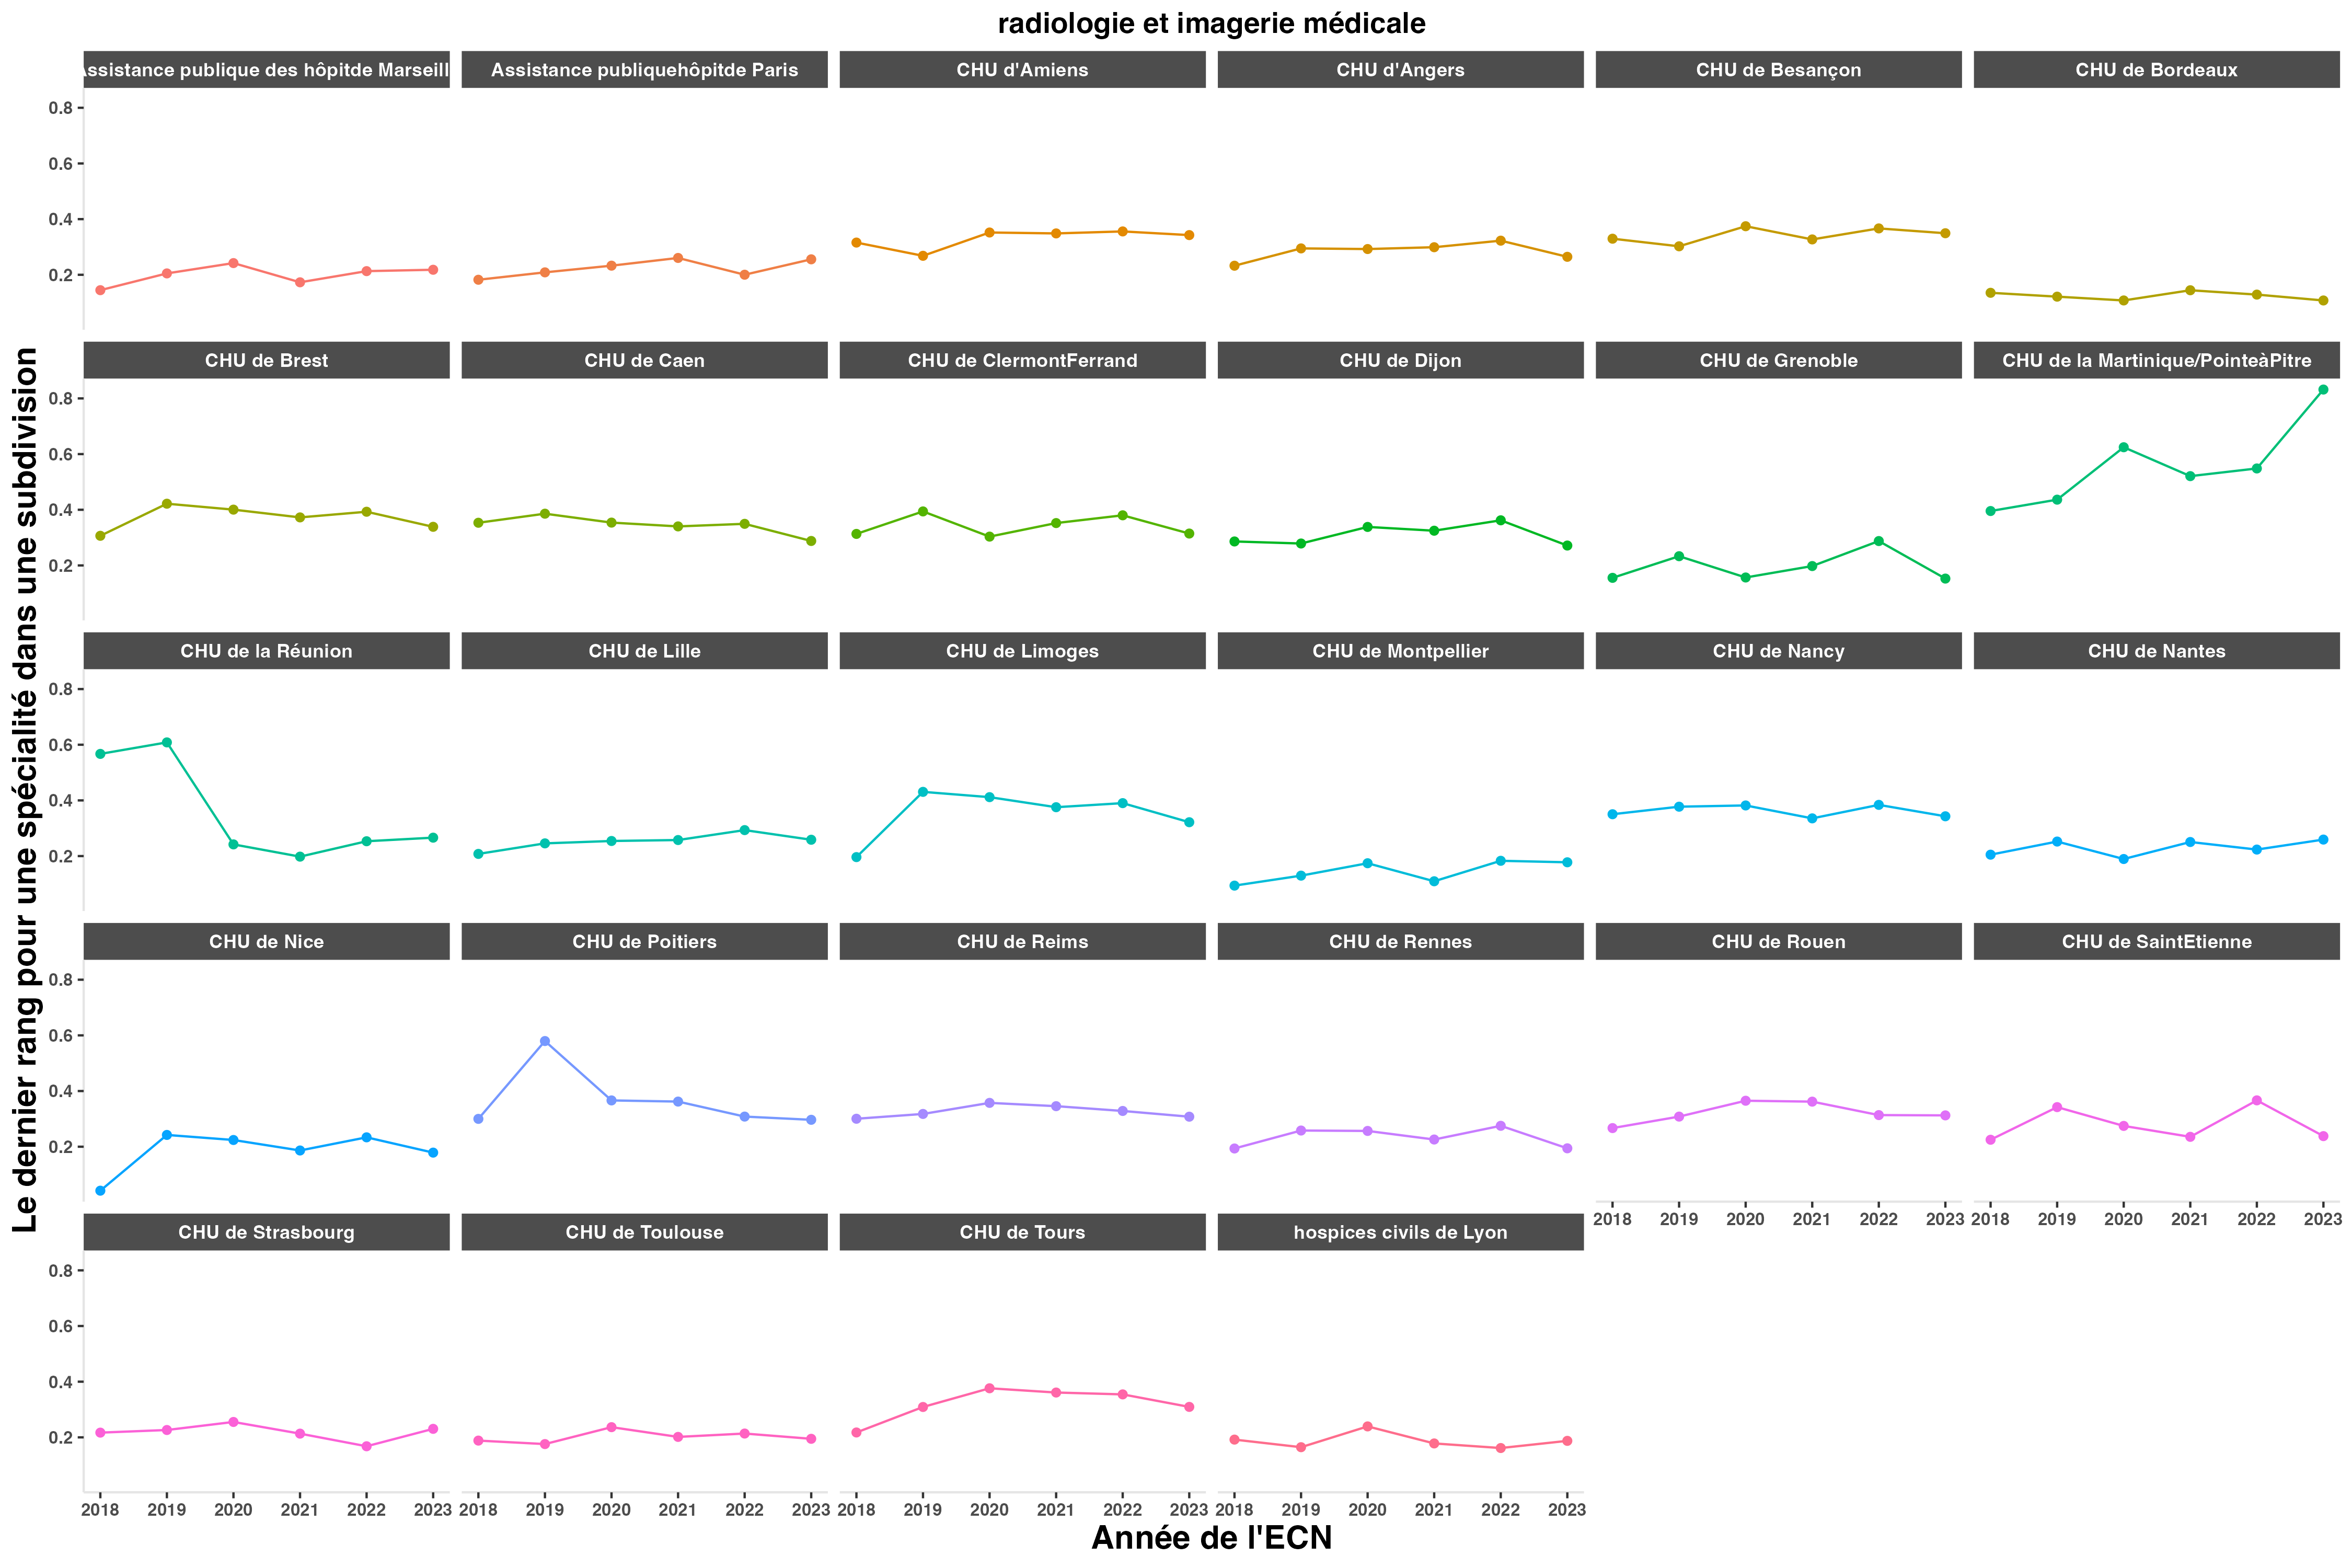 radiologie et imagerie médicale
ssistance publique des hôpitde Marseill
Assistance publiquehôpitde Paris
CHU d'Amiens
CHU d'Angers
CHU de Besançon
CHU de Bordeaux
0.8
0.6
0.4
0.2
CHU de Brest
CHU de Caen
CHU de ClermontFerrand
CHU de Dijon
CHU de Grenoble
CHU de la Martinique/PointeàPitre
0.8
0.6
0.4
0.2
CHU de la Réunion
CHU de Lille
CHU de Limoges
CHU de Montpellier
CHU de Nancy
CHU de Nantes
0.8
0.6
0.4
0.2
CHU de Nice
CHU de Poitiers
CHU de Reims
CHU de Rennes
CHU de Rouen
CHU de SaintEtienne
0.8
0.6
0.4
0.2
2018 2019 2020 2021 2022 2023
2018 2019 2020 2021 2022 2023
CHU de Strasbourg
CHU de Toulouse
CHU de Tours
hospices civils de Lyon
0.8
0.6
0.4
0.2
2018 2019 2020 2021 2022 2023
2018 2019 2020 2021 2022 2023
2018 2019 2020 2021 2022 2023
2018 2019 2020 2021 2022 2023
Année de l'ECN
Le dernier rang pour une spécialité dans une subdivision